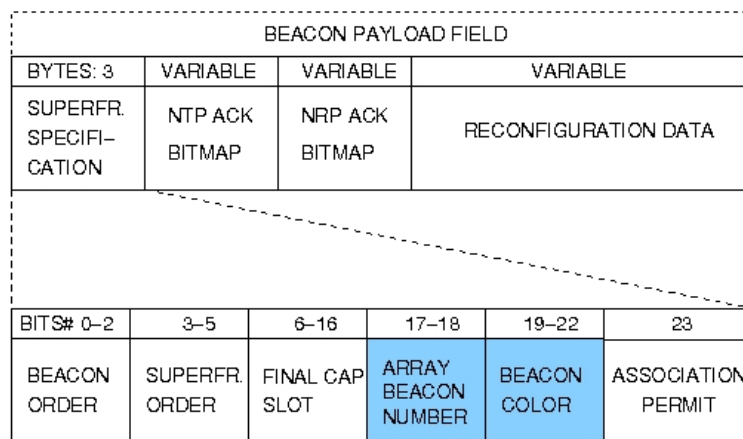 BEACON PAYLOAD FIELD
BYTES: 3 VARIABLE VARIABLE VARIABLE
SUPERFR. SPECIFI– CATION
NTP ACK BITMAP
NRP ACK BITMAP
RECONFIGURATION DATA
BITS# 0–2 3–5 6–16 17–18 19–22 23
BEACON ORDER
SUPERFR. ORDER
FINAL CAP SLOT
ARRAY BEACON NUMBER
BEACON COLOR
ASSOCIATION PERMIT